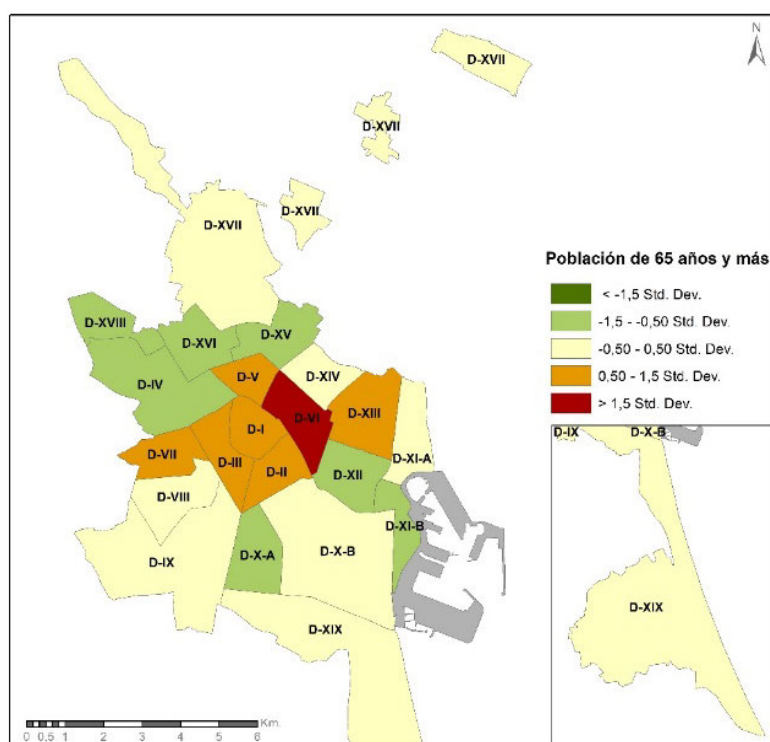 N
D-XVII
D-XVII
D-XVII
D-XVII
Población de 65 años y más
< -1,5 Std. Dev.
-1,5 - -0,50 Std. Dev.
-0,50 - 0,50 Std. Dev.
0,50 - 1,5 Std. Dev.
> 1,5 Std. Dev.
D-XVIII
D-XVI
D-XV
D-IV
D-V
D-XIV
D-VI
D-XIII
D-I
D-VII
D-III
D-II
D-XII
D-XI-A
D-VIII
D-XI-B
D-IX
D-X-A
D-X-B
D-XIX
D-IX
D-X-B
D-XIX
Km.
0 0,5 1 2 3 4 5 6